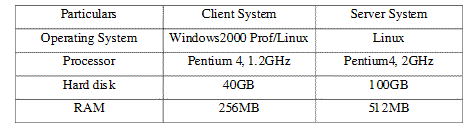 Particulars Client System Server System
Operating System Windows2000 Prof/Linux Linux
Processor Pentium 4, 1.2GHz Pentium4, 2GHz
Hard disk 40GB 100GB
RAM 256MB 512MB